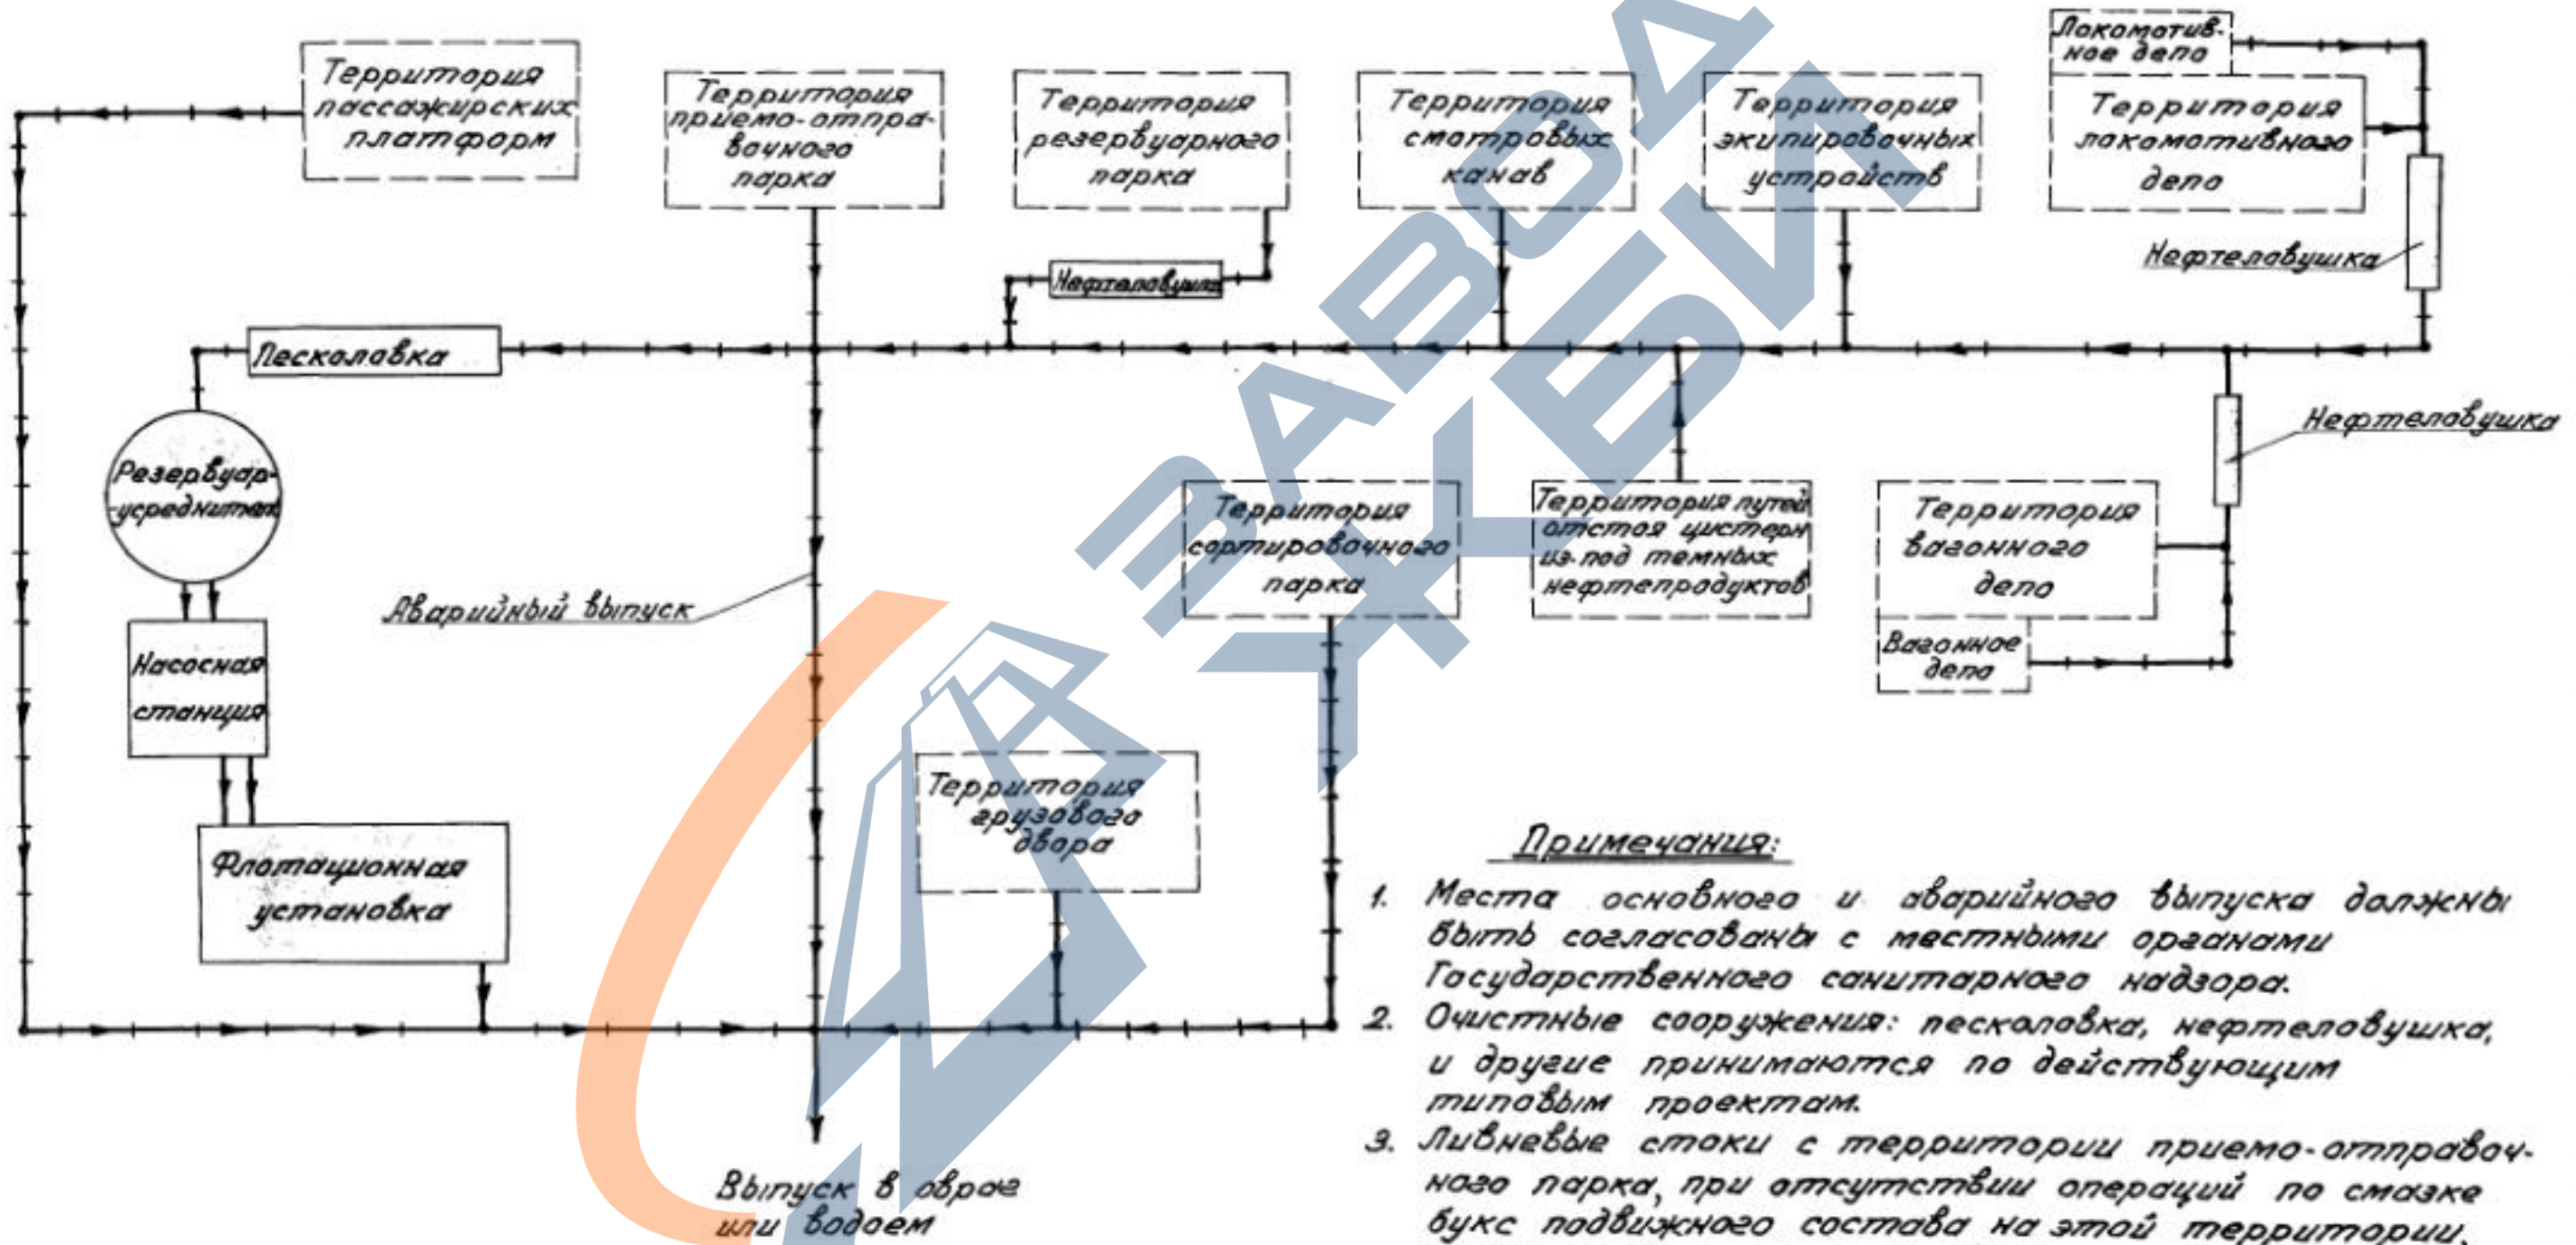 Территория
пассажирских
платформ
Территория
приемо-отпра-
вочного
парка
Территория
резервуарного
парка
Территория
смотровых
канав
Территория
экипировочных
устройств
Локомотив-
ное депо
Территория
локомотивного
депо
Нефтеловушка
Нефтеловушка
Песколовка
Нефтеловушка
Резервуар-
-усреднитель
Территория
сортировочного
парка
Территория путей
отстоя цистерн
из-под темных
нефтепродуктов
Территория
вагонного
депо
Вагонное
депо
Аварийный выпуск
Насосная
станция
Территория
грузового
двора
Флотационная
установка
Выпуск в овраг
или водоем
Примечания:
1. Места основного и аварийного выпуска должны
быть согласованы с местными органами
Государственного санитарного надзора.
2. Очистные сооружения: песколовка, нефтеловушка,
и другие принимаются по действующим
типовым проектам.
3. Ливневые стоки с территории приемо-отправоч-
ного парка, при отсутствии операций по смазке
букс подвижного состава на этой территории,
ЗАВОД
ЖБИ